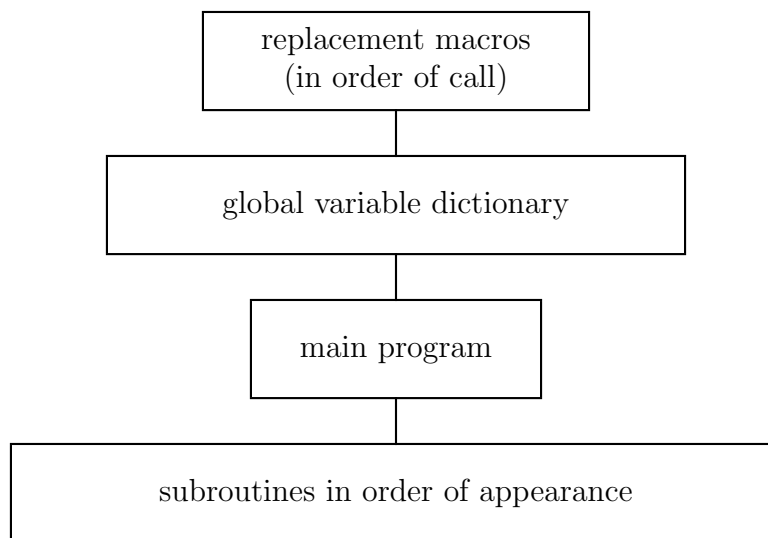 replacement macros
(in order of call)
global variable dictionary
main program
subroutines in order of appearance